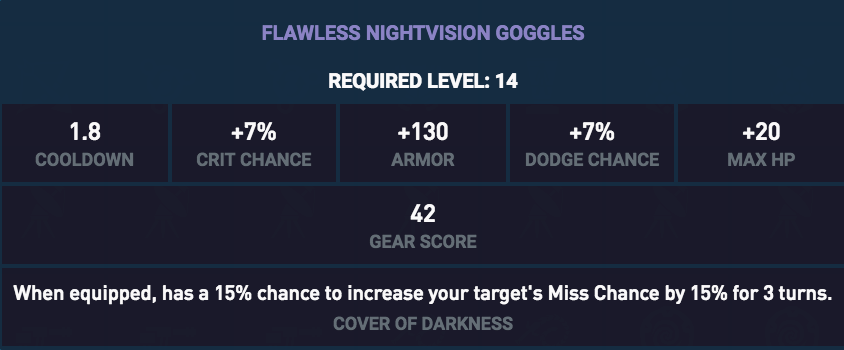 FLAWLESS NIGHTVISION GOGGLES
REQUIRED LEVEL: 14
1.8
COOLDOWN
+7%
CRIT CHANCE
+130
ARMOR
+7%
DODGE CHANCE
+20
MAX HP
42
GEAR SCORE
When equipped, has a 15% chance to increase your target's Miss Chance by 15% for 3 turns.
COVER OF DARKNESS